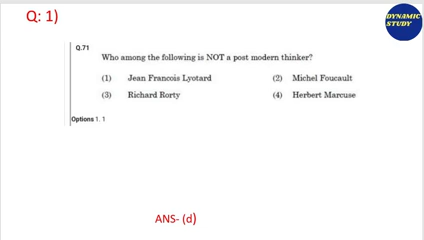 Q: 1)
DYNAMIC
STUDY
Q.71
Who among the following is NOT a post modern thinker?
(1) Jean Francois Lyotard (2) Michel Foucault
(3) Richard Rorty (4) Herbert Marcuse
Options 1. 1
ANS- (d)